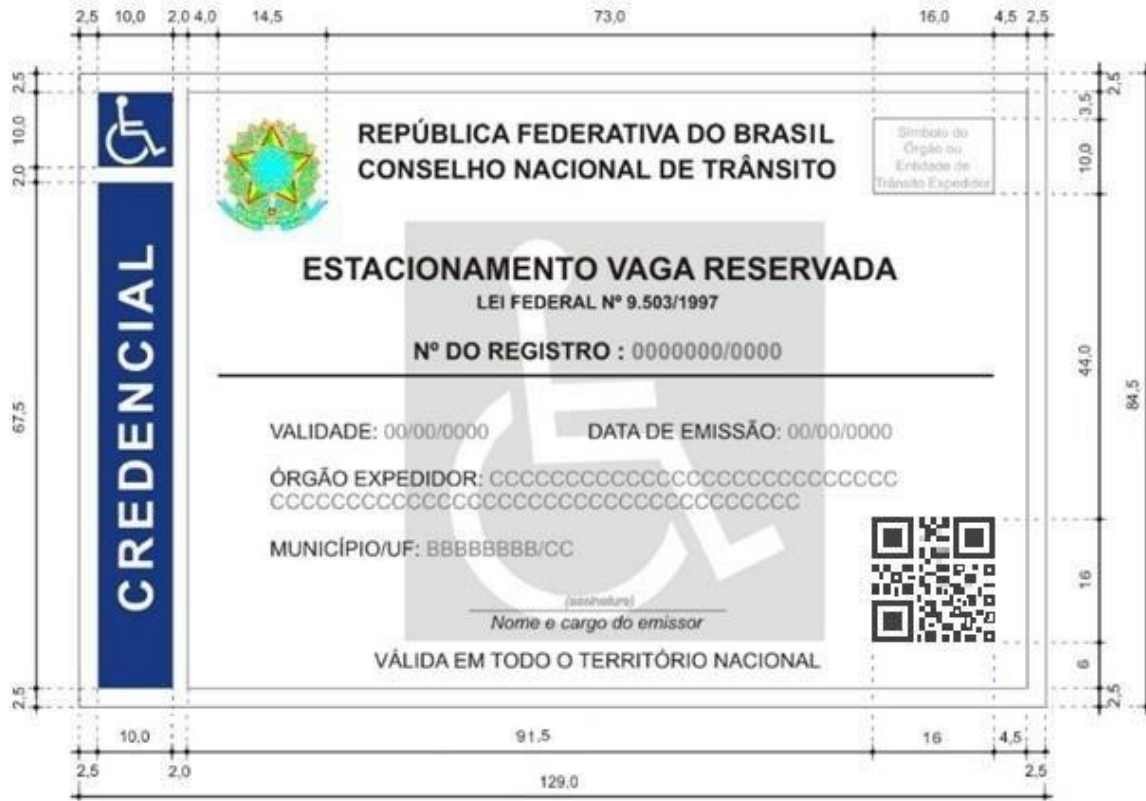 2,5 10,0 2,0 4,0 14,5 73,0 16,0 4,5 2,5
2,5
10,0
2,0
67,5
2,5
CREDENCIAL
REPÚBLICA FEDERATIVA DO BRASIL
CONSELHO NACIONAL DE TRÂNSITO
Símbolo do
Órgão ou
Entidade de
Trânsito Expedidor
ESTACIONAMENTO VAGA RESERVADA
LEI FEDERAL Nº 9.503/1997
Nº DO REGISTRO : 0000000/0000
VALIDADE: 00/00/0000 DATA DE EMISSÃO: 00/00/0000
ÓRGÃO EXPEDIDOR: CCCCCCCCCCCCCCCCCCCCCCCCCCC
CCCCCCCCCCCCCCCCCCCCCCCCCCCCCCCCCCC
MUNICÍPIO/UF: BBBBBBBB/CC
(assinatura)
Nome e cargo do emissor
VÁLIDA EM TODO O TERRITÓRIO NACIONAL
2,5
3,5
10,0
44,0
16
6
2,5
84,5
10,0 91,5 16 4,5
2,5 2,0 129,0 2,5